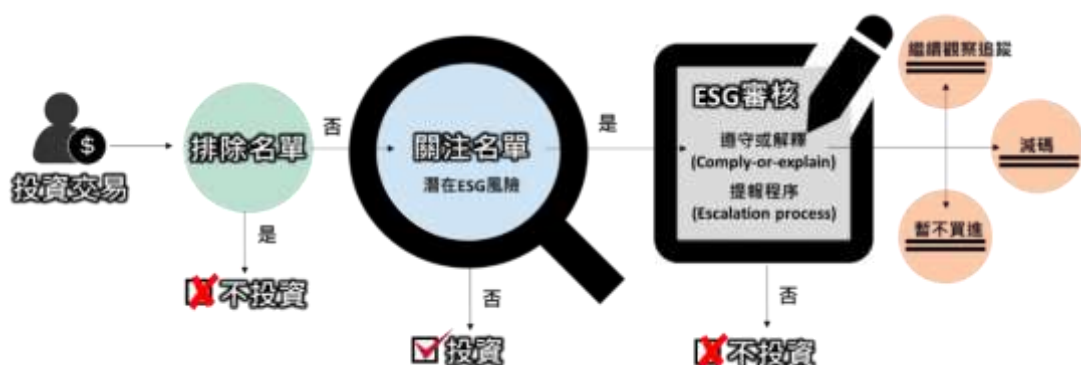 投資交易
$
排除名單
否
是
不投資
關注名單
潛在ESG風險
是
否
投資
ESG審核
遵守或解釋
(Comply-or-explain)
提報程序
(Escalation process)
否
不投資
繼續觀察追蹤
減碼
暫不買進